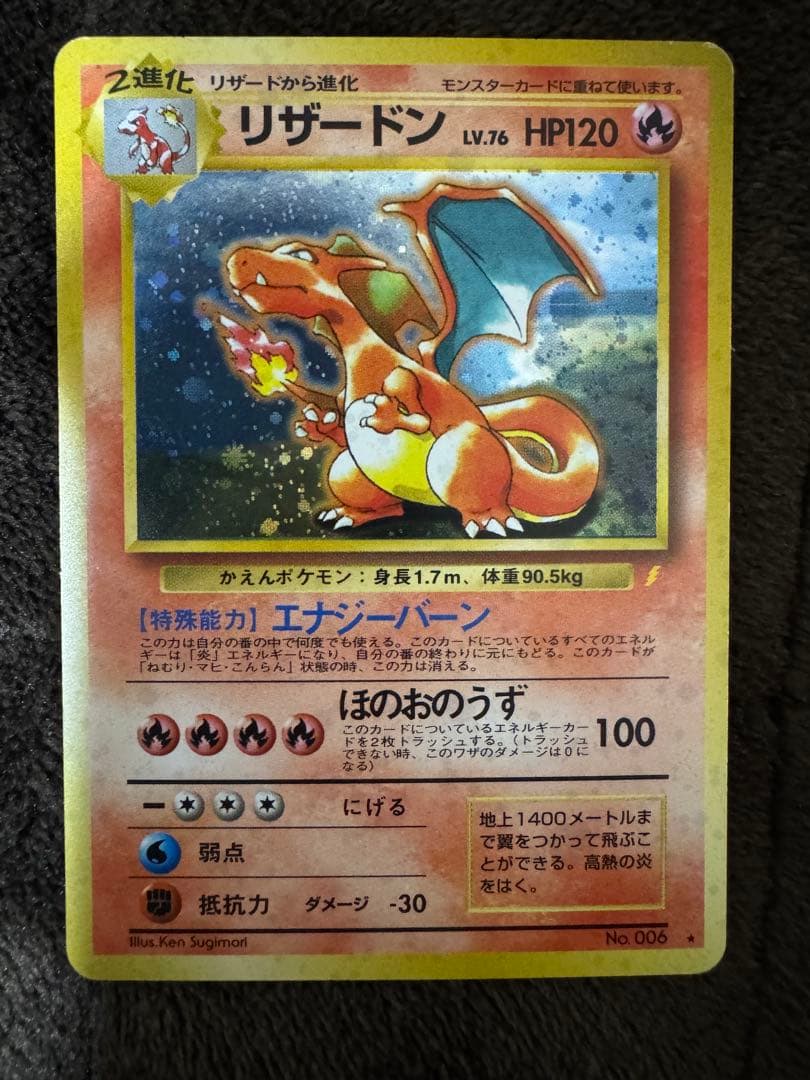 2進化
リザードから進化
モンスターカードに重ねて使います。
リザードン LV.76 HP120
かえんポケモン：身長1.7m、体重90.5kg
【特殊能力】エナジーバーン
この力は自分の番の中で何度でも使える。このカードについているすべてのエネル
ギーは「炎」エネルギーになり、自分の番の終わりに元にもどる。このカードが
「ねむり・マヒ・こんらん」状態の時、この力は消える。
ほのおのうず
このカードについているエネルギーカー
ドを2枚トラッシュする。（トラッシュ
できない時、このワザのダメージは0に
なる）
100
ー にげる
弱点
抵抗力 ダメージ -30
地上1400メートルま
で翼をつかって飛ぶこ
とができる。高熱の炎
をはく。
Illus.Ken Sugimori
No.006 ★